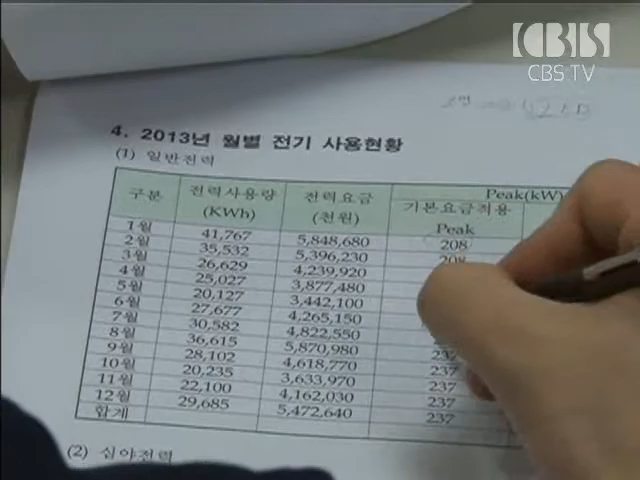 CBS
CBS TV
4. 2013년 월별 전기 사용현황
(1) 일반전력
구분 전력사용량 (KWh) 전력요금 (천원) Peak(kW)
기본요금적용 Peak
1월 41,767 5,848,680 208
2월 35,532 5,396,230 208
3월 26,629 4,239,920
4월 25,027 3,877,480
5월 20,127 3,442,100
6월 27,677 4,265,150
7월 30,582 4,822,550
8월 36,615 5,870,980 237
9월 28,102 4,618,770 237
10월 20,235 3,633,970 237
11월 22,100 4,162,030 237
12월 29,685 5,472,640 237
합계
(2) 심야전력